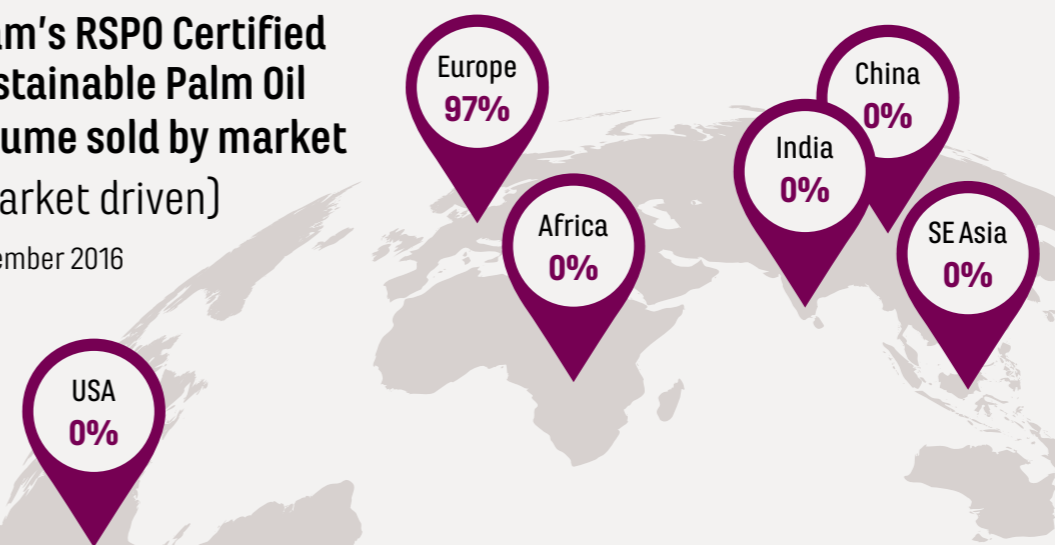 am's RSPO Certified
stainable Palm Oil
ume sold by market
arket driven)
ember 2016
Europe
97%
China
0%
India
0%
Africa
0%
SE Asia
0%
USA
0%